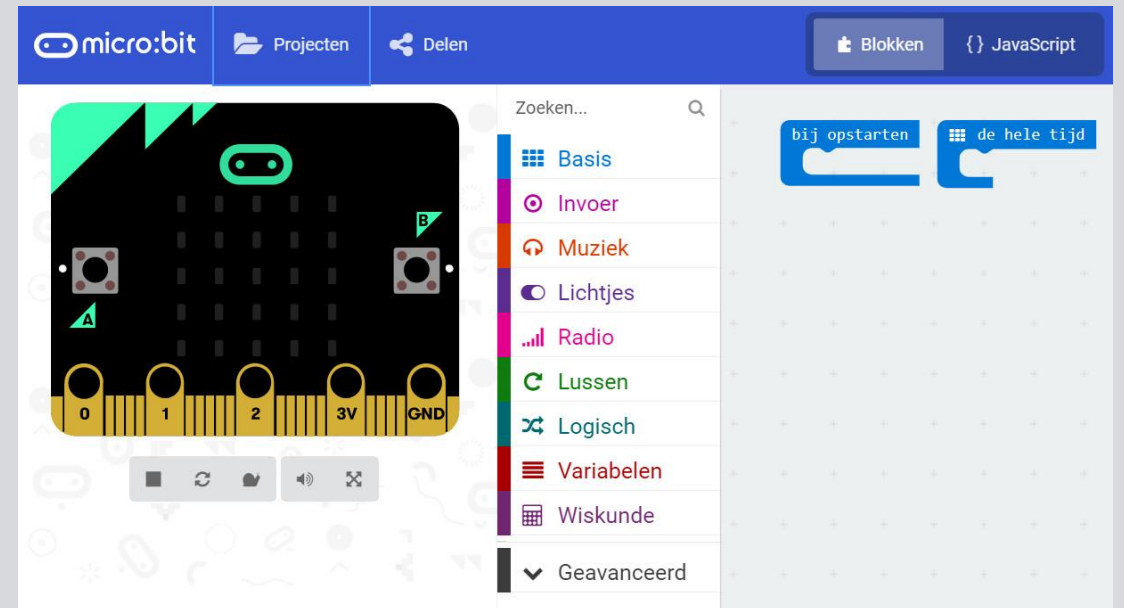 micro:bit Projecten Delen Blokken {} JavaScript
Zoeken...
bij opstarten
de hele tijd
Basis
Invoer
Muziek
Lichtjes
Radio
Lussen
Logisch
Variabelen
Wiskunde
Geavanceerd
B
A
0 1 2 3V GND